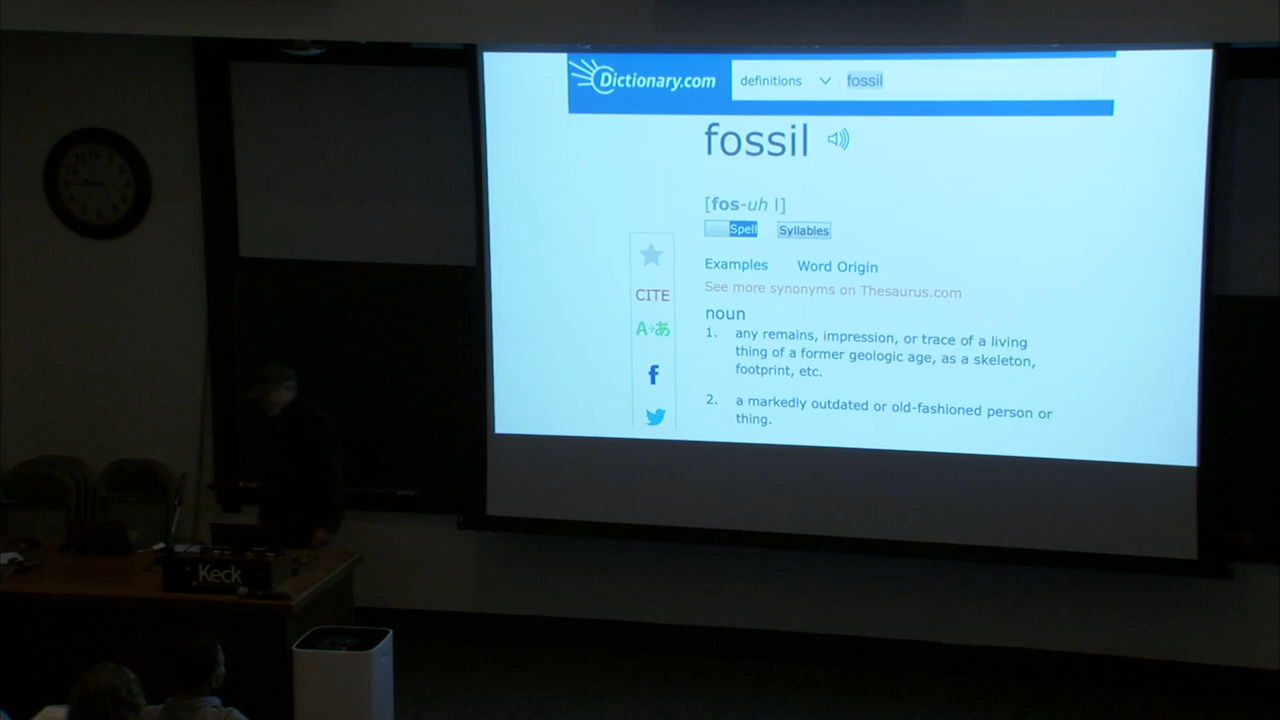 Dictionary.com definitions fossil
fossil
[fos-uh l]
Spell Syllables
Examples Word Origin
See more synonyms on Thesaurus.com
CITE
A→あ
f
noun
1. any remains, impression, or trace of a living
thing of a former geologic age, as a skeleton,
footprint, etc.
2. a markedly outdated or old-fashioned person or
thing.
Keck